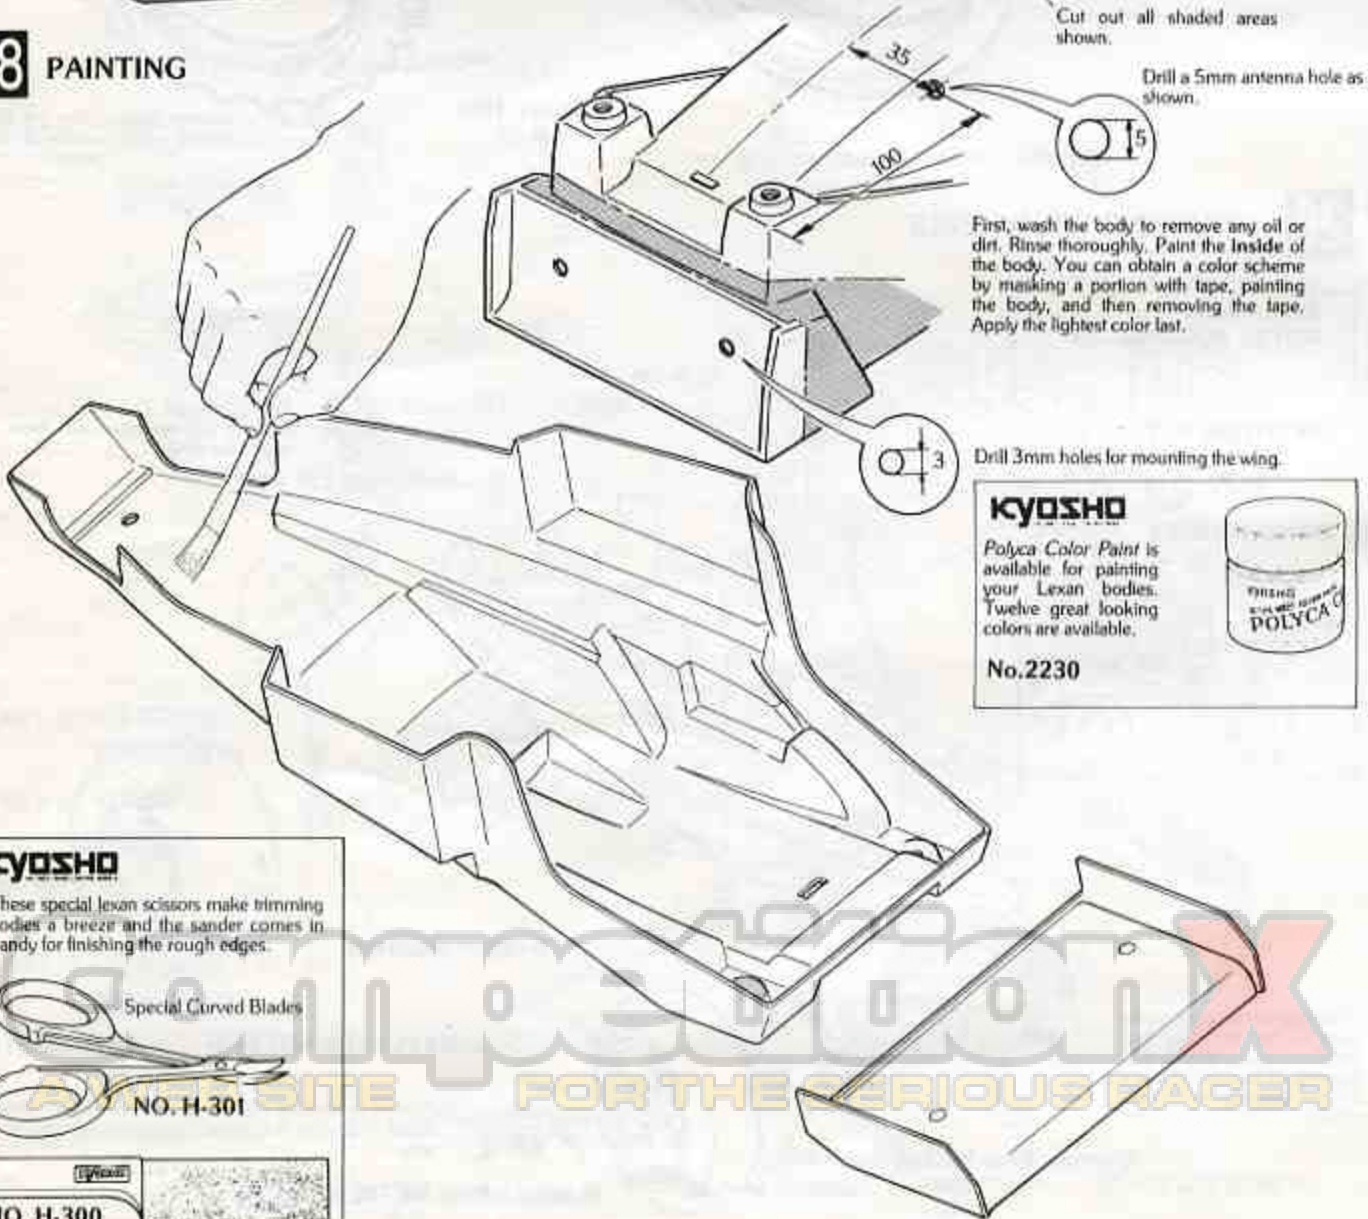 8 PAINTING
Cut out all shaded areas
shown.
Drill a 5mm antenna hole as
shown.
35
5
100
First, wash the body to remove any oil or
dirt. Rinse thoroughly. Paint the Inside of
the body. You can obtain a color scheme
by masking a portion with tape, painting
the body, and then removing the tape.
Apply the lightest color last.
3
Drill 3mm holes for mounting the wing.
KYOSHO
Polyca Color Paint is
available for painting
your Lexan bodies.
Twelve great looking
colors are available.
No.2230
KYOSHO
POLYCA C
KYOSHO
hese special lexan scissors make trimming
odies a breeze and the sander comes in
andy for finishing the rough edges.
Special Curved Blades
NO. H-301
NO. H-300
CompetitionX
A WEB SITE FOR THE SERIOUS RACER